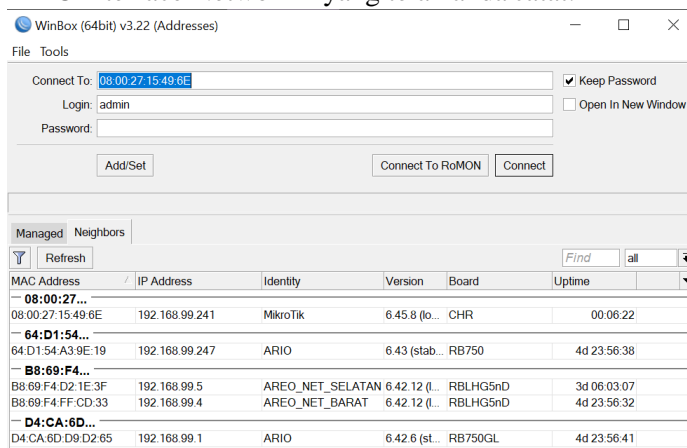 WinBox (64bit) v3.22 (Addresses)
File Tools
Connect To: 08:00:27:15:49:6E
Keep Password
Login: admin
Open In New Window
Password:
Add/Set
Connect To RoMON
Connect
Managed Neighbors
Refresh
Find
all
MAC Address IP Address Identity Version Board Uptime
08:00:27...
08:00:27:15:49:6E 192.168.99.241 MikroTik 6.45.8 (lo... CHR 00:06:22
64:D1:54...
64:D1:54:A3:9E:19 192.168.99.247 ARIO 6.43 (stab... RB750 4d 23:56:38
B8:69:F4...
B8:69:F4:D2:1E:3F 192.168.99.5 AREO_NET_SELATAN 6.42.12 (l... RBLHG5nD 3d 06:03:07
B8:69:F4:FF:CD:33 192.168.99.4 AREO_NET_BARAT 6.42.12 (l... RBLHG5nD 4d 23:56:32
D4:CA:6D...
D4:CA:6D:D9:D2:65 192.168.99.1 ARIO 6.42.6 (st... RB750GL 4d 23:56:41